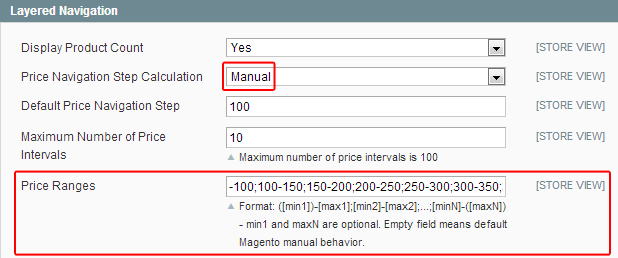 Layered Navigation
Display Product Count Yes [STORE VIEW]
Price Navigation Step Calculation Manual [STORE VIEW]
Default Price Navigation Step 100 [STORE VIEW]
Maximum Number of Price Intervals 10 [STORE VIEW]
Maximum number of price intervals is 100
Price Ranges -100;100-150;150-200;200-250;250-300;300-350; [STORE VIEW]
Format: ([min1])-[max1];[min2]-[max2];...;[minN]-([maxN])
- min1 and maxN are optional. Empty field means default
Magento manual behavior.